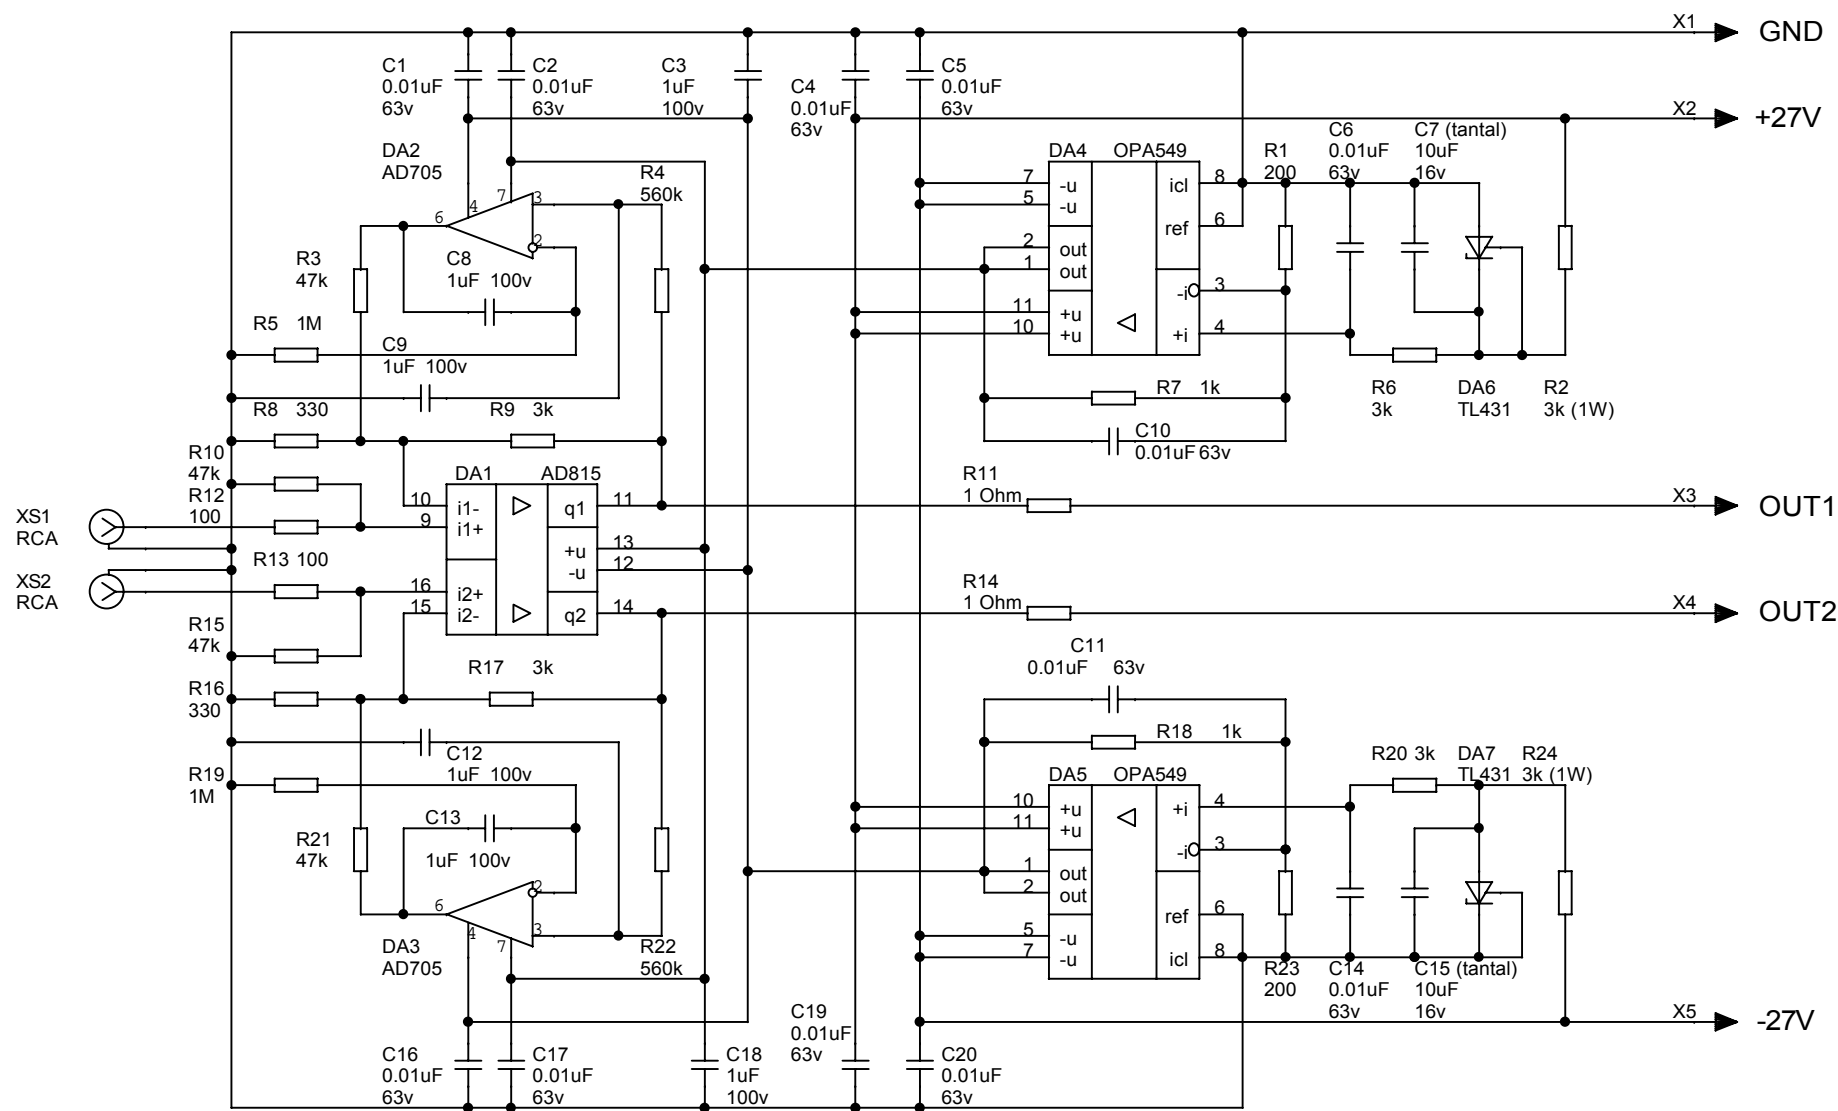 X1 GND
C1 0.01uF 63v
C2 0.01uF 63v
C3 1uF 100v
C4 0.01uF 63v
C5 0.01uF 63v
X2 +27V
DA2 AD705
4 7 3 2 6
R4 560k
DA4 OPA549
7 -u
5 -u
2 out
1 out
11 +u
10 +u
icl 8
ref 6
-i 3
+i 4
R1 200
C6 0.01uF 63v
C7 (tantal) 10uF 16v
R3 47k
C8 1uF 100v
R5 1M
C9 1uF 100v
R7 1k
R6 3k
DA6 TL431
R2 3k (1W)
R8 330
R9 3k
C10 0.01uF 63v
R10 47k
R12 100
DA1 AD815
10 i1-
9 i1+
16 i2+
15 i2-
q1 11
+u 13
-u 12
q2 14
R11 1 Ohm
X3 OUT1
XS1 RCA
XS2 RCA
R13 100
R14 1 Ohm
X4 OUT2
R15 47k
R17 3k
C11 0.01uF 63v
R16 330
R18 1k
C12 1uF 100v
R19 1M
DA5 OPA549
10 +u
11 +u
1 out
2 out
5 -u
7 -u
+i 4
-i 3
ref 6
icl 8
R20 3k
DA7 TL431
R24 3k (1W)
C13 1uF 100v
R21 47k
6 2 3 4 7
DA3 AD705
R22 560k
R23 200
C14 0.01uF 63v
C15 (tantal) 10uF 16v
X5 -27V
C16 0.01uF 63v
C17 0.01uF 63v
C18 1uF 100v
C19 0.01uF 63v
C20 0.01uF 63v